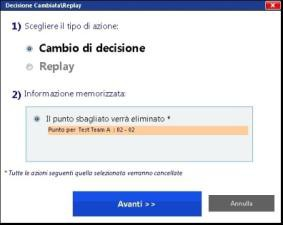 Decisione Cambiata\Replay
1) Scegliere il tipo di azione:
Cambio di decisione
Replay
2) Informazione memorizzata:
Il punto sbagliato verrà eliminato *
Punto per Test Team A : 02 - 02
* Tutte le azioni seguenti quella selezionata verranno cancellate
Avanti >>
Annulla